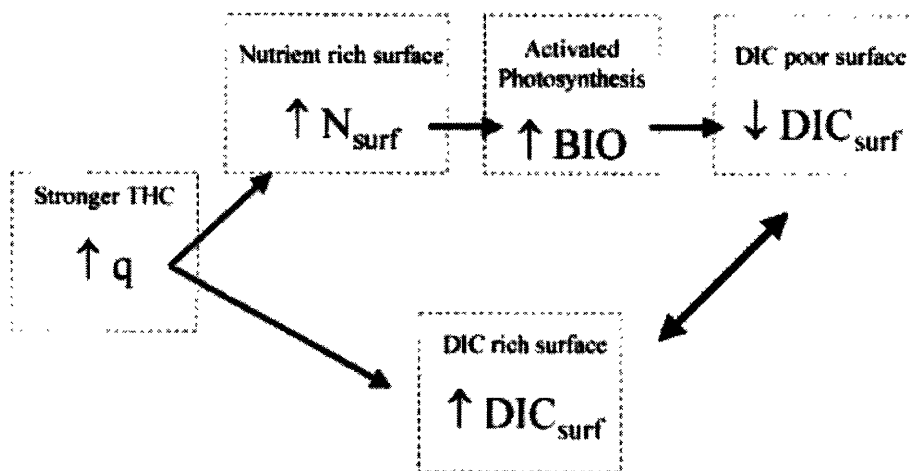 Nutrient rich surface
↑ N_surf
Activated
Photosynthesis
↑ BIO
DIC poor surface
↓ DIC_surf
Stronger THC
↑ q
DIC rich surface
↑ DIC_surf